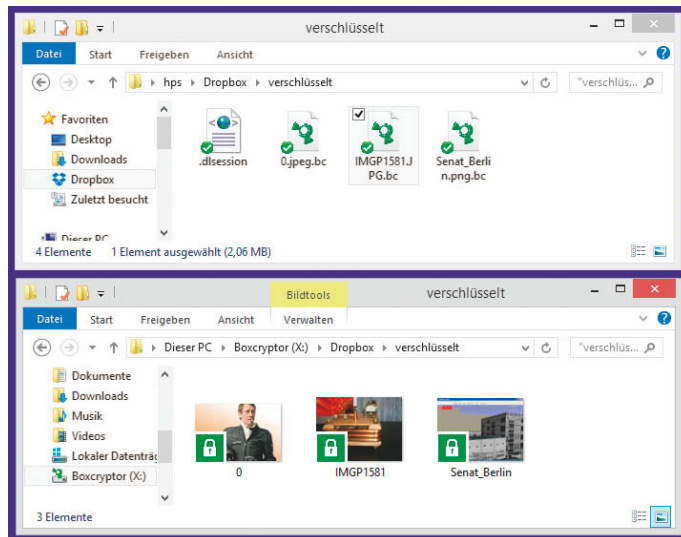 verschlüsselt
Datei Start Freigeben Ansicht
hps Dropbox verschlüsselt "verschlüs...
Favoriten
Desktop
Downloads
Dropbox
Zuletzt besucht
Dieser PC
.dlsession
0.jpeg.bc
IMGP1581.J
PG.bc
Senat_Berli
n.png.bc
4 Elemente 1 Element ausgewählt (2,06 MB)
Bildtools verschlüsselt
Datei Start Freigeben Ansicht Verwalten
Dieser PC Boxcryptor (X:) Dropbox verschlüsselt "verschlüs...
Dokumente
Downloads
Musik
Videos
Lokaler Datenträg
Boxcryptor (X:)
0
IMGP1581
Senat_Berlin
3 Elemente